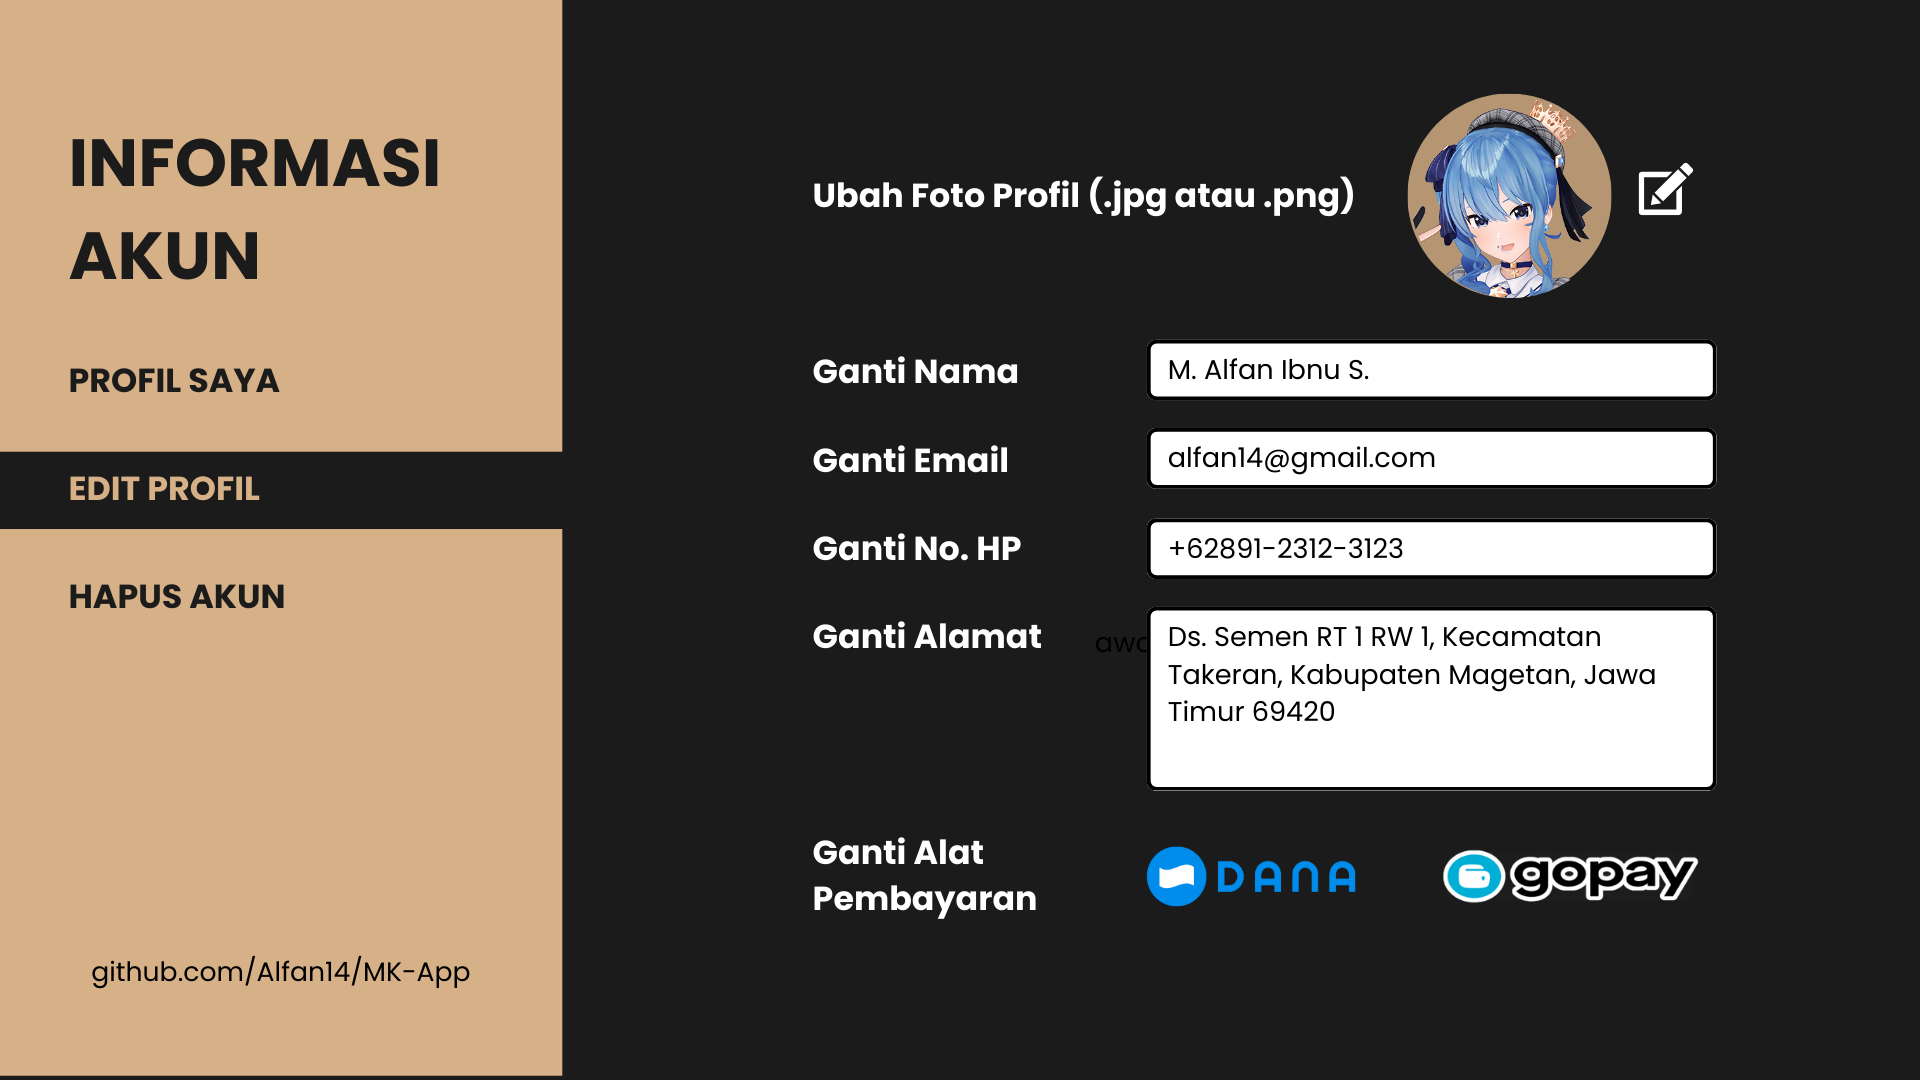 INFORMASI
AKUN
PROFIL SAYA
EDIT PROFIL
HAPUS AKUN
github.com/Alfan14/MK-App
Ubah Foto Profil (.jpg atau .png)
Ganti Nama
M. Alfan Ibnu S.
Ganti Email
alfan14@gmail.com
Ganti No. HP
+62891-2312-3123
Ganti Alamat
Ds. Semen RT 1 RW 1, Kecamatan
Takeran, Kabupaten Magetan, Jawa
Timur 69420
Ganti Alat
Pembayaran
DANA
gopay